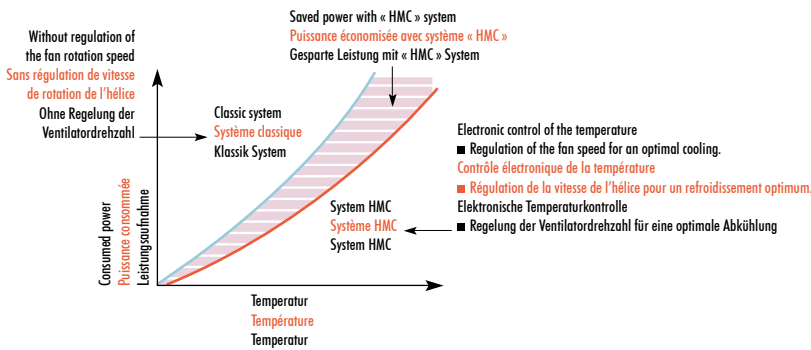 Saved power with « HMC » system
Puissance économisée avec système « HMC »
Gesparte Leistung mit « HMC » System
Without regulation of
the fan rotation speed
Sans régulation de vitesse
de rotation de l'hélice
Ohne Regelung der
Ventilatordrehzahl
Classic system
Système classique
Klassik System
Electronic control of the temperature
■ Regulation of the fan speed for an optimal cooling.
Contrôle électronique de la température
■ Régulation de la vitesse de l'hélice pour un refroidissement optimum.
Elektronische Temperaturkontrolle
■ Regelung der Ventilatordrehzahl für eine optimale Abkühlung
System HMC
Système HMC
System HMC
Consumed power
Puissance consommée
Leistungsaufnahme
Temperatur
Température
Temperatur